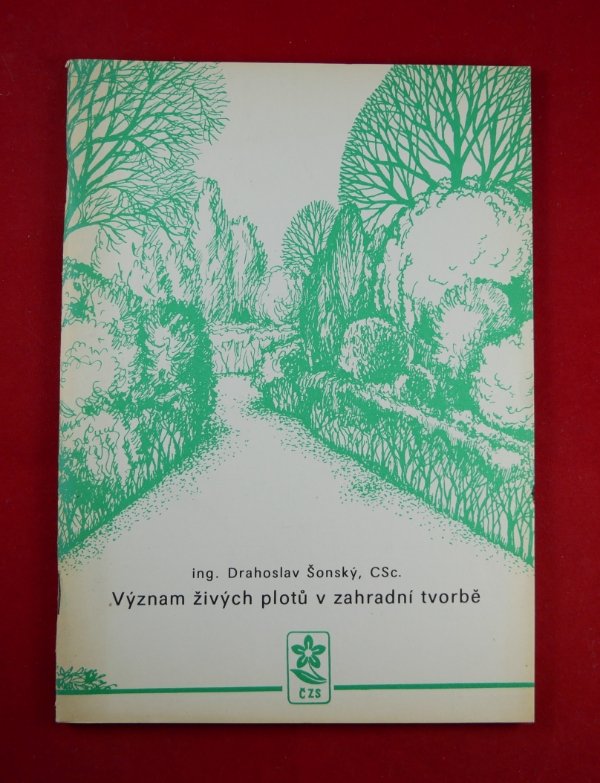 ing. Drahoslav Šonský, CSc.
Význam živých plotů v zahradní tvorbě
ČZS